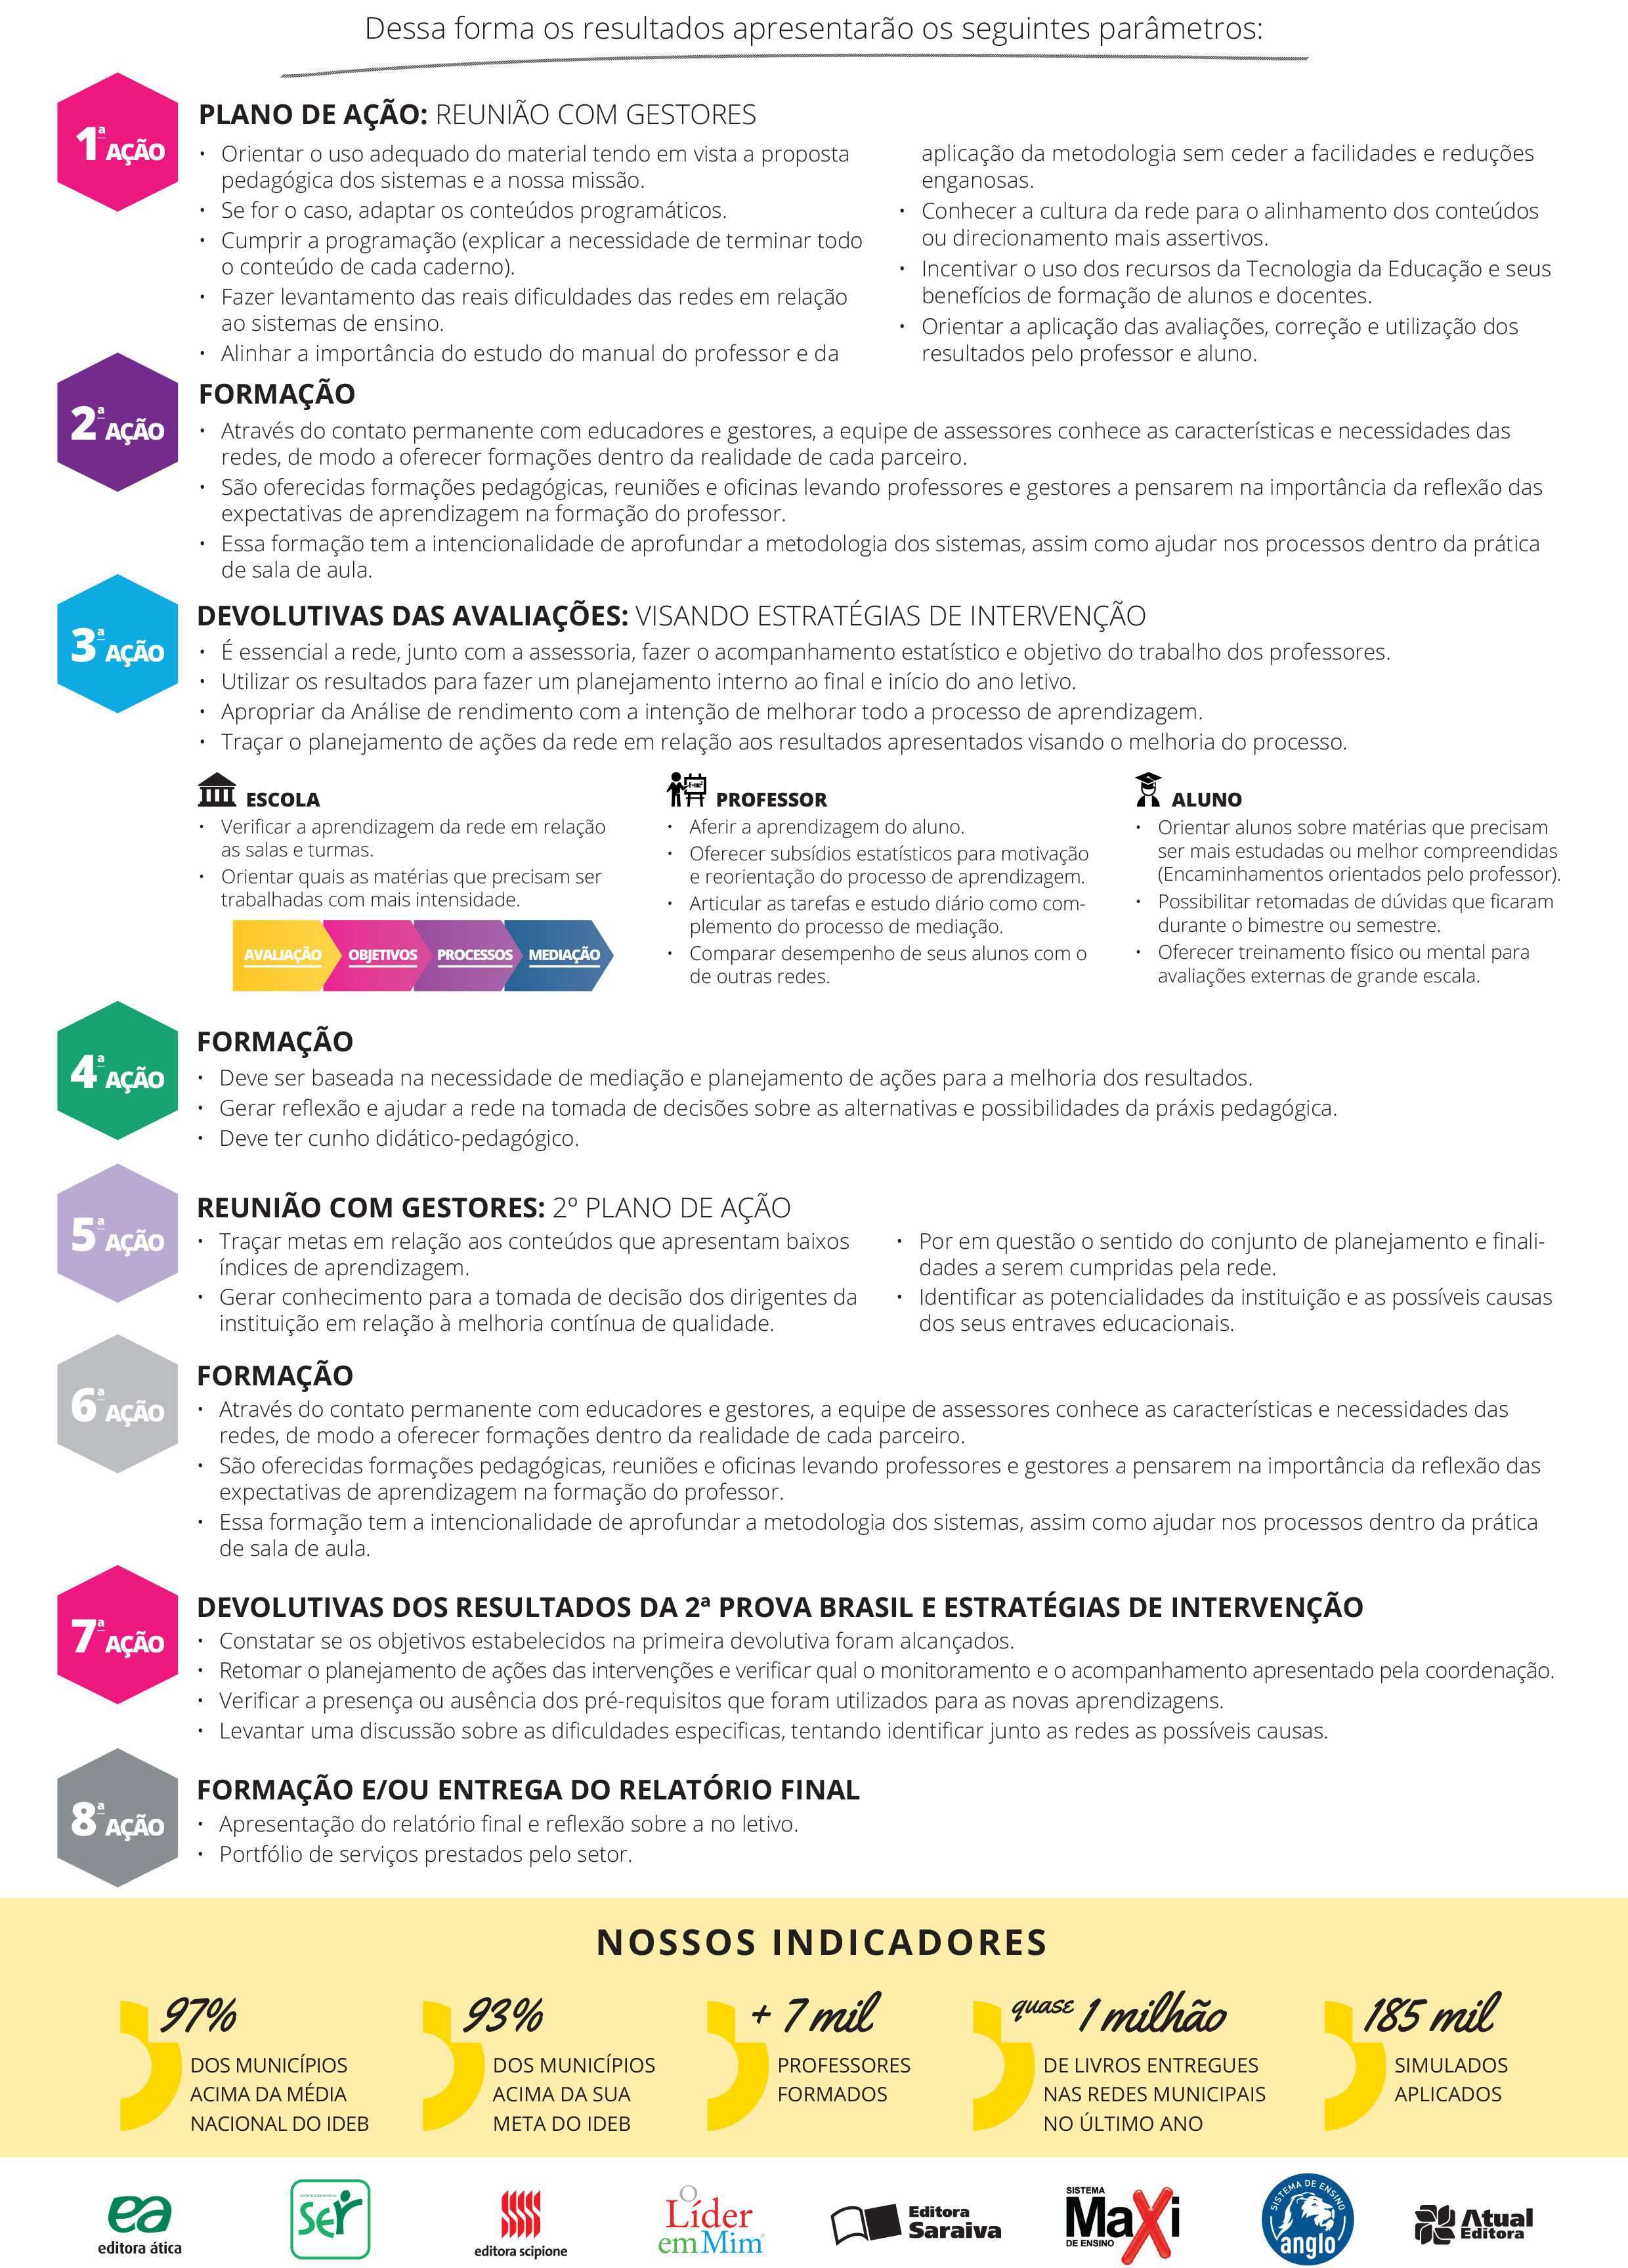 Dessa forma os resultados apresentarão os seguintes parâmetros:
1ª AÇÃO
PLANO DE AÇÃO: REUNIÃO COM GESTORES
• Orientar o uso adequado do material tendo em vista a proposta
pedagógica dos sistemas e a nossa missão.
• Se for o caso, adaptar os conteúdos programáticos.
• Cumprir a programação (explicar a necessidade de terminar todo
o conteúdo de cada caderno).
• Fazer levantamento das reais dificuldades das redes em relação
ao sistemas de ensino.
• Alinhar a importância do estudo do manual do professor e da
aplicação da metodologia sem ceder a facilidades e reduções
enganosas.
• Conhecer a cultura da rede para o alinhamento dos conteúdos
ou direcionamento mais assertivos.
• Incentivar o uso dos recursos da Tecnologia da Educação e seus
benefícios de formação de alunos e docentes.
• Orientar a aplicação das avaliações, correção e utilização dos
resultados pelo professor e aluno.
2ª AÇÃO
FORMAÇÃO
• Através do contato permanente com educadores e gestores, a equipe de assessores conhece as características e necessidades das
redes, de modo a oferecer formações dentro da realidade de cada parceiro.
• São oferecidas formações pedagógicas, reuniões e oficinas levando professores e gestores a pensarem na importância da reflexão das
expectativas de aprendizagem na formação do professor.
• Essa formação tem a intencionalidade de aprofundar a metodologia dos sistemas, assim como ajudar nos processos dentro da prática
de sala de aula.
3ª AÇÃO
DEVOLUTIVAS DAS AVALIAÇÕES: VISANDO ESTRATÉGIAS DE INTERVENÇÃO
• É essencial a rede, junto com a assessoria, fazer o acompanhamento estatístico e objetivo do trabalho dos professores.
• Utilizar os resultados para fazer um planejamento interno ao final e início do ano letivo.
• Apropriar da Análise de rendimento com a intenção de melhorar todo a processo de aprendizagem.
• Traçar o planejamento de ações da rede em relação aos resultados apresentados visando o melhoria do processo.
ESCOLA
• Verificar a aprendizagem da rede em relação
as salas e turmas.
• Orientar quais as matérias que precisam ser
trabalhadas com mais intensidade.
AVALIAÇÃO OBJETIVOS PROCESSOS MEDIAÇÃO
PROFESSOR
• Aferir a aprendizagem do aluno.
• Oferecer subsídios estatísticos para motivação
e reorientação do processo de aprendizagem.
• Articular as tarefas e estudo diário como com-
plemento do processo de mediação.
• Comparar desempenho de seus alunos com o
de outras redes.
ALUNO
• Orientar alunos sobre matérias que precisam
ser mais estudadas ou melhor compreendidas
(Encaminhamentos orientados pelo professor).
• Possibilitar retomadas de dúvidas que ficaram
durante o bimestre ou semestre.
• Oferecer treinamento físico ou mental para
avaliações externas de grande escala.
4ª AÇÃO
FORMAÇÃO
• Deve ser baseada na necessidade de mediação e planejamento de ações para a melhoria dos resultados.
• Gerar reflexão e ajudar a rede na tomada de decisões sobre as alternativas e possibilidades da práxis pedagógica.
• Deve ter cunho didático-pedagógico.
5ª AÇÃO
REUNIÃO COM GESTORES: 2º PLANO DE AÇÃO
• Traçar metas em relação aos conteúdos que apresentam baixos
índices de aprendizagem.
• Gerar conhecimento para a tomada de decisão dos dirigentes da
instituição em relação à melhoria contínua de qualidade.
• Por em questão o sentido do conjunto de planejamento e finali-
dades a serem cumpridas pela rede.
• Identificar as potencialidades da instituição e as possíveis causas
dos seus entraves educacionais.
6ª AÇÃO
FORMAÇÃO
• Através do contato permanente com educadores e gestores, a equipe de assessores conhece as características e necessidades das
redes, de modo a oferecer formações dentro da realidade de cada parceiro.
• São oferecidas formações pedagógicas, reuniões e oficinas levando professores e gestores a pensarem na importância da reflexão das
expectativas de aprendizagem na formação do professor.
• Essa formação tem a intencionalidade de aprofundar a metodologia dos sistemas, assim como ajudar nos processos dentro da prática
de sala de aula.
7ª AÇÃO
DEVOLUTIVAS DOS RESULTADOS DA 2ª PROVA BRASIL E ESTRATÉGIAS DE INTERVENÇÃO
• Constatar se os objetivos estabelecidos na primeira devolutiva foram alcançados.
• Retomar o planejamento de ações das intervenções e verificar qual o monitoramento e o acompanhamento apresentado pela coordenação.
• Verificar a presença ou ausência dos pré-requisitos que foram utilizados para as novas aprendizagens.
• Levantar uma discussão sobre as dificuldades especificas, tentando identificar junto as redes as possíveis causas.
8ª AÇÃO
FORMAÇÃO E/OU ENTREGA DO RELATÓRIO FINAL
• Apresentação do relatório final e reflexão sobre a no letivo.
• Portfólio de serviços prestados pelo setor.
NOSSOS INDICADORES
97%
DOS MUNICÍPIOS
ACIMA DA MÉDIA
NACIONAL DO IDEB
93%
DOS MUNICÍPIOS
ACIMA DA SUA
META DO IDEB
+ 7 mil
PROFESSORES
FORMADOS
quase 1 milhão
DE LIVROS ENTREGUES
NAS REDES MUNICIPAIS
NO ÚLTIMO ANO
185 mil
SIMULADOS
APLICADOS
ea
editora ática
sistema de ensino
SER
editora scipione
O Líder
em Mim
Editora
Saraiva
SISTEMA
MaXi
DE ENSINO
SISTEMA DE ENSINO
anglo
Atual
Editora